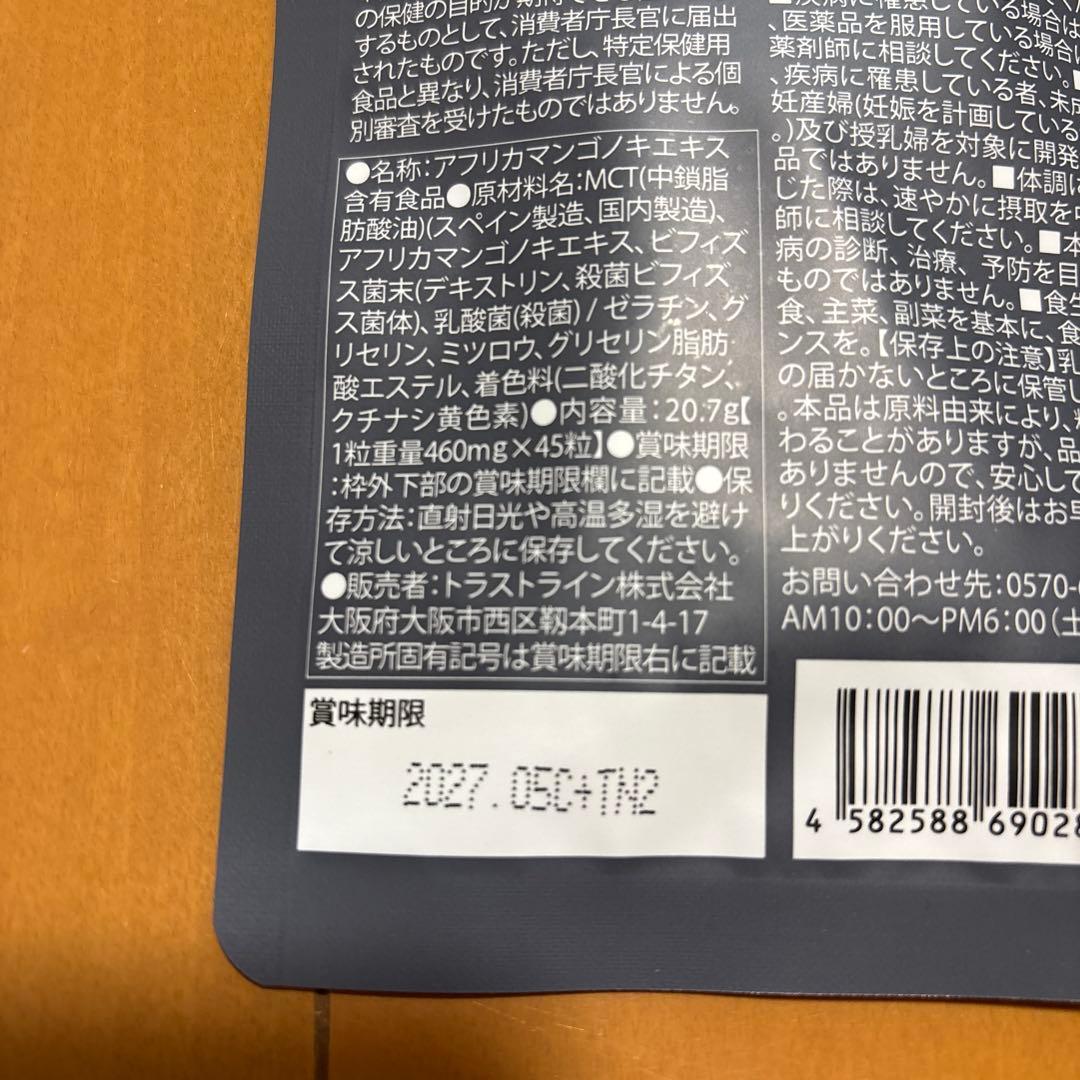 の保健の目的が期待できる
するものとして、消費者庁長官に届出
されたものです。ただし、特定保健用
食品と異なり、消費者庁長官による個
別審査を受けたものではありません。
●名称:アフリカマンゴノキエキス
含有食品●原材料名:MCT(中鎖脂
肪酸油)(スペイン製造、国内製造)、
アフリカマンゴノキエキス、ビフィズ
ス菌末(デキストリン、殺菌ビフィズ
ス菌体)、乳酸菌(殺菌) / ゼラチン、グ
リセリン、ミツロウ、グリセリン脂肪
酸エステル、着色料(二酸化チタン、
クチナシ黄色素)●内容量:20.7g【
1粒重量460mg×45粒】●賞味期限
:枠外下部の賞味期限欄に記載●保
存方法:直射日光や高温多湿を避け
て涼しいところに保存してください。
●販売者:トラストライン株式会社
大阪府大阪市西区靱本町1-4-17
製造所固有記号は賞味期限右に記載
賞味期限
2027.05C+TN2
■疾病に罹患している場合は
、医薬品を服用している場合
薬剤師に相談してください。■
、疾病に罹患している者、未成
妊産婦(妊娠を計画している
。)及び授乳婦を対象に開発
品ではありません。■体調に
じた際は、速やかに摂取を中
師に相談してください。■本
病の診断、治療、予防を目
ものではありません。■食生
食、主菜、副菜を基本に、食
ンスを。【保存上の注意】乳
の届かないところに保管し
。本品は原料由来により、
わることがありますが、品
ありませんので、安心して
りください。開封後はお早
上がりください。
お問い合わせ先:0570-
AM10:00～PM6:00(土
4 582588 69028